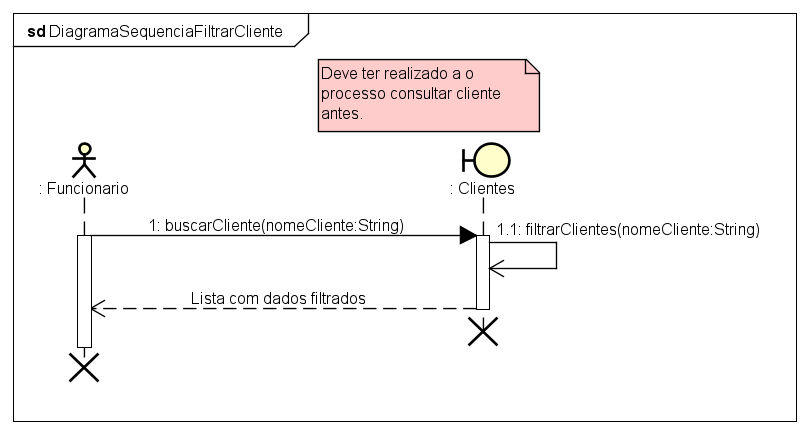 sd DiagramaSequenciaFiltrarCliente
Deve ter realizado a o
processo consultar cliente
antes.
: Funcionario
: Clientes
1: buscarCliente(nomeCliente:String)
1.1: filtrarClientes(nomeCliente:String)
Lista com dados filtrados